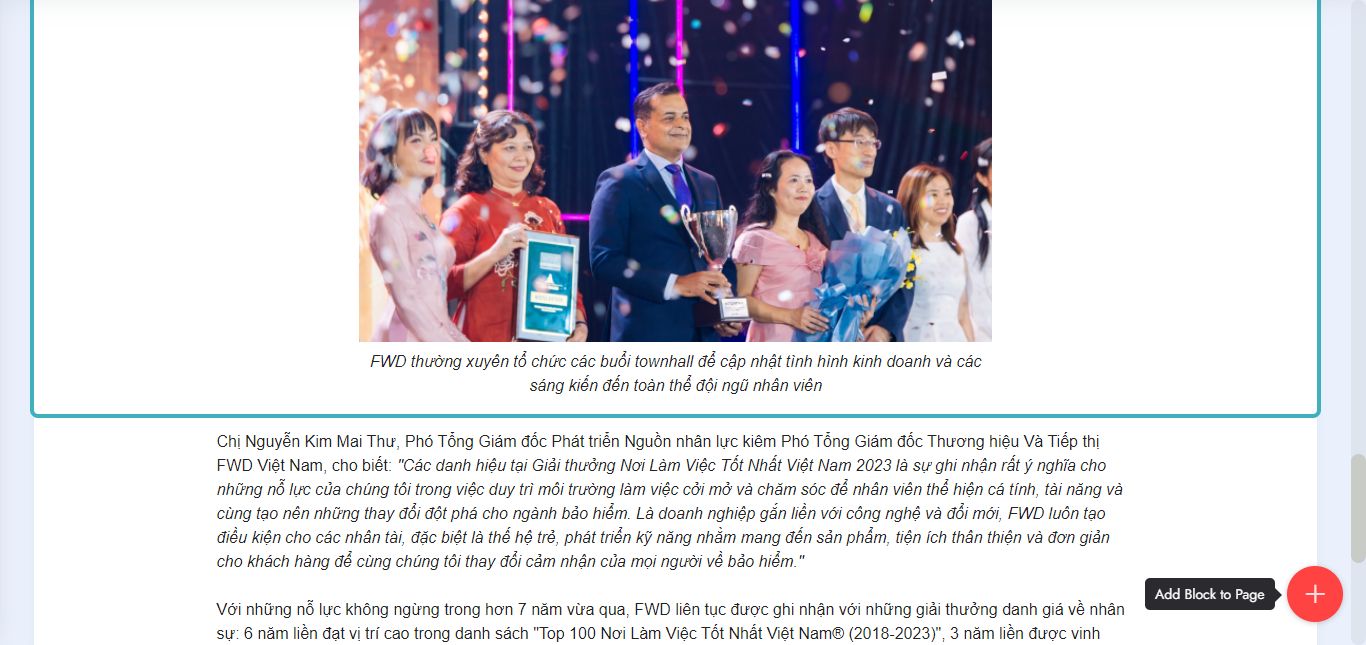 FWD thường xuyên tổ chức các buổi townhall để cập nhật tình hình kinh doanh và các
sáng kiến đến toàn thể đội ngũ nhân viên
Chị Nguyễn Kim Mai Thư, Phó Tổng Giám đốc Phát triển Nguồn nhân lực kiêm Phó Tổng Giám đốc Thương hiệu Và Tiếp thị
FWD Việt Nam, cho biết: "Các danh hiệu tại Giải thưởng Nơi Làm Việc Tốt Nhất Việt Nam 2023 là sự ghi nhận rất ý nghĩa cho
những nỗ lực của chúng tôi trong việc duy trì môi trường làm việc cởi mở và chăm sóc để nhân viên thể hiện cá tính, tài năng và
cùng tạo nên những thay đổi đột phá cho ngành bảo hiểm. Là doanh nghiệp gắn liền với công nghệ và đổi mới, FWD luôn tạo
điều kiện cho các nhân tài, đặc biệt là thế hệ trẻ, phát triển kỹ năng nhằm mang đến sản phẩm, tiện ích thân thiện và đơn giản
cho khách hàng để cùng chúng tôi thay đổi cảm nhận của mọi người về bảo hiểm."
Add Block to Page
Với những nỗ lực không ngừng trong hơn 7 năm vừa qua, FWD liên tục được ghi nhận với những giải thưởng danh giá về nhân
sự: 6 năm liền đạt vị trí cao trong danh sách "Top 100 Nơi Làm Việc Tốt Nhất Việt Nam® (2018-2023)", 3 năm liền được vinh